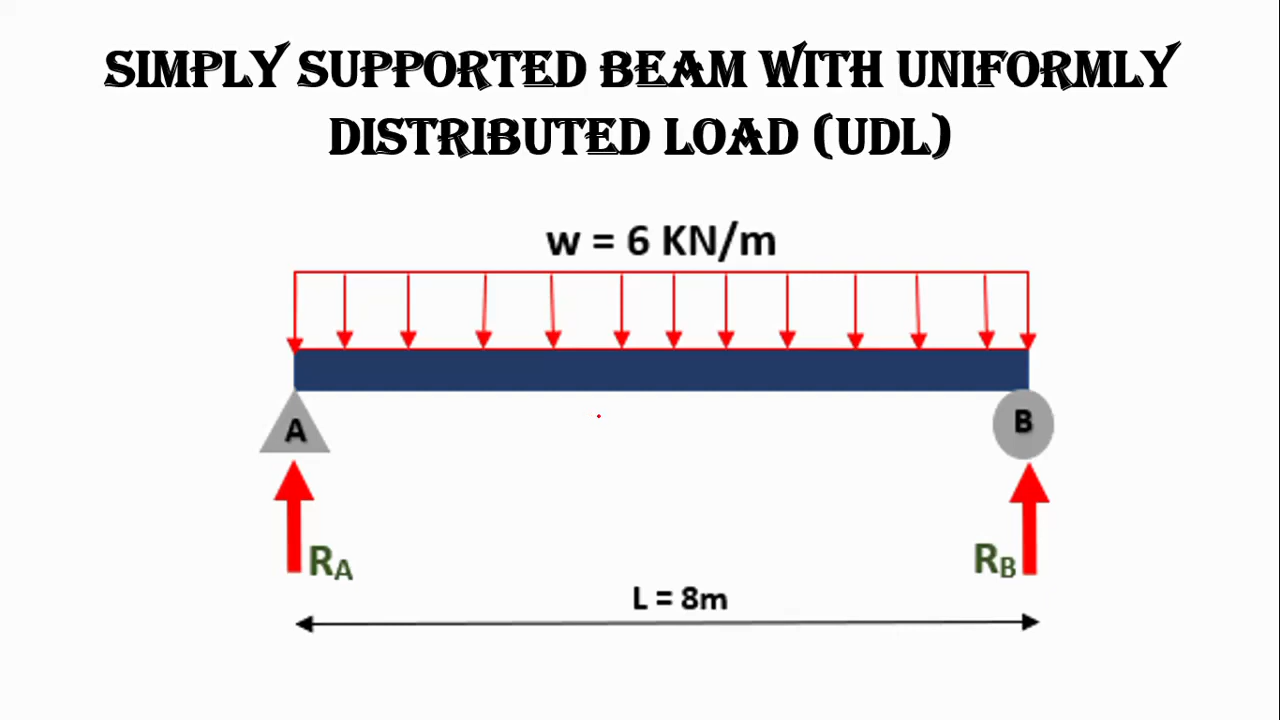 SIMPLY SUPPORTED BEAM WITH UNIFORMLY
DISTRIBUTED LOAD (UDL)
w = 6 KN/m
A
B
RA
RB
L = 8m